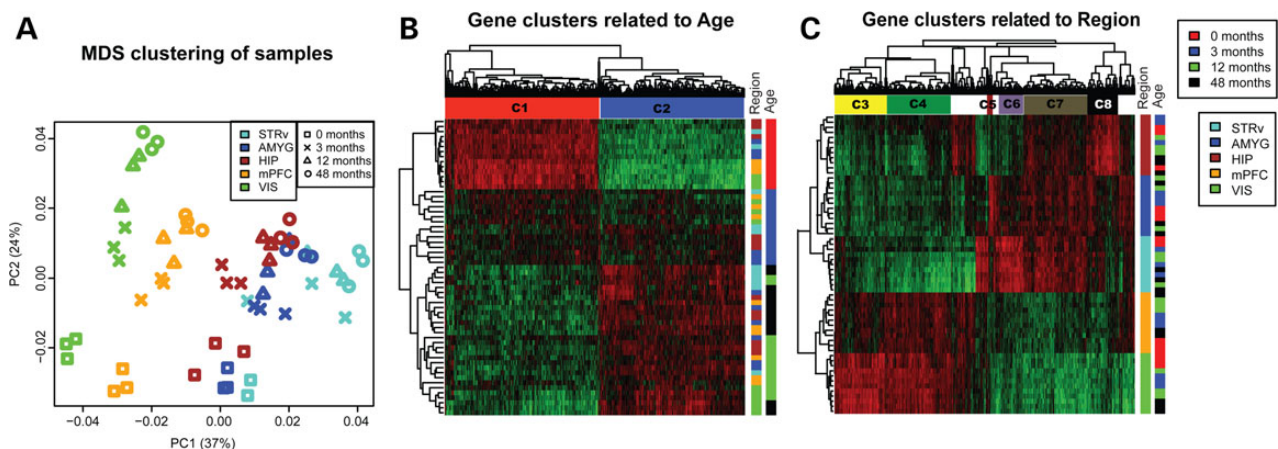 A
MDS clustering of samples
STRv
AMYG
HIP
mPFC
VIS
0 months
3 months
12 months
48 months
0.04
0.02
0.00
−0.02
PC2 (24%)
−0.04
−0.02
0.00
0.02
0.04
PC1 (37%)
B
Gene clusters related to Age
C1
C2
Region
Age
C
Gene clusters related to Region
C3
C4
C5
C6
C7
C8
Region
Age
0 months
3 months
12 months
48 months
STRv
AMYG
HIP
mPFC
VIS